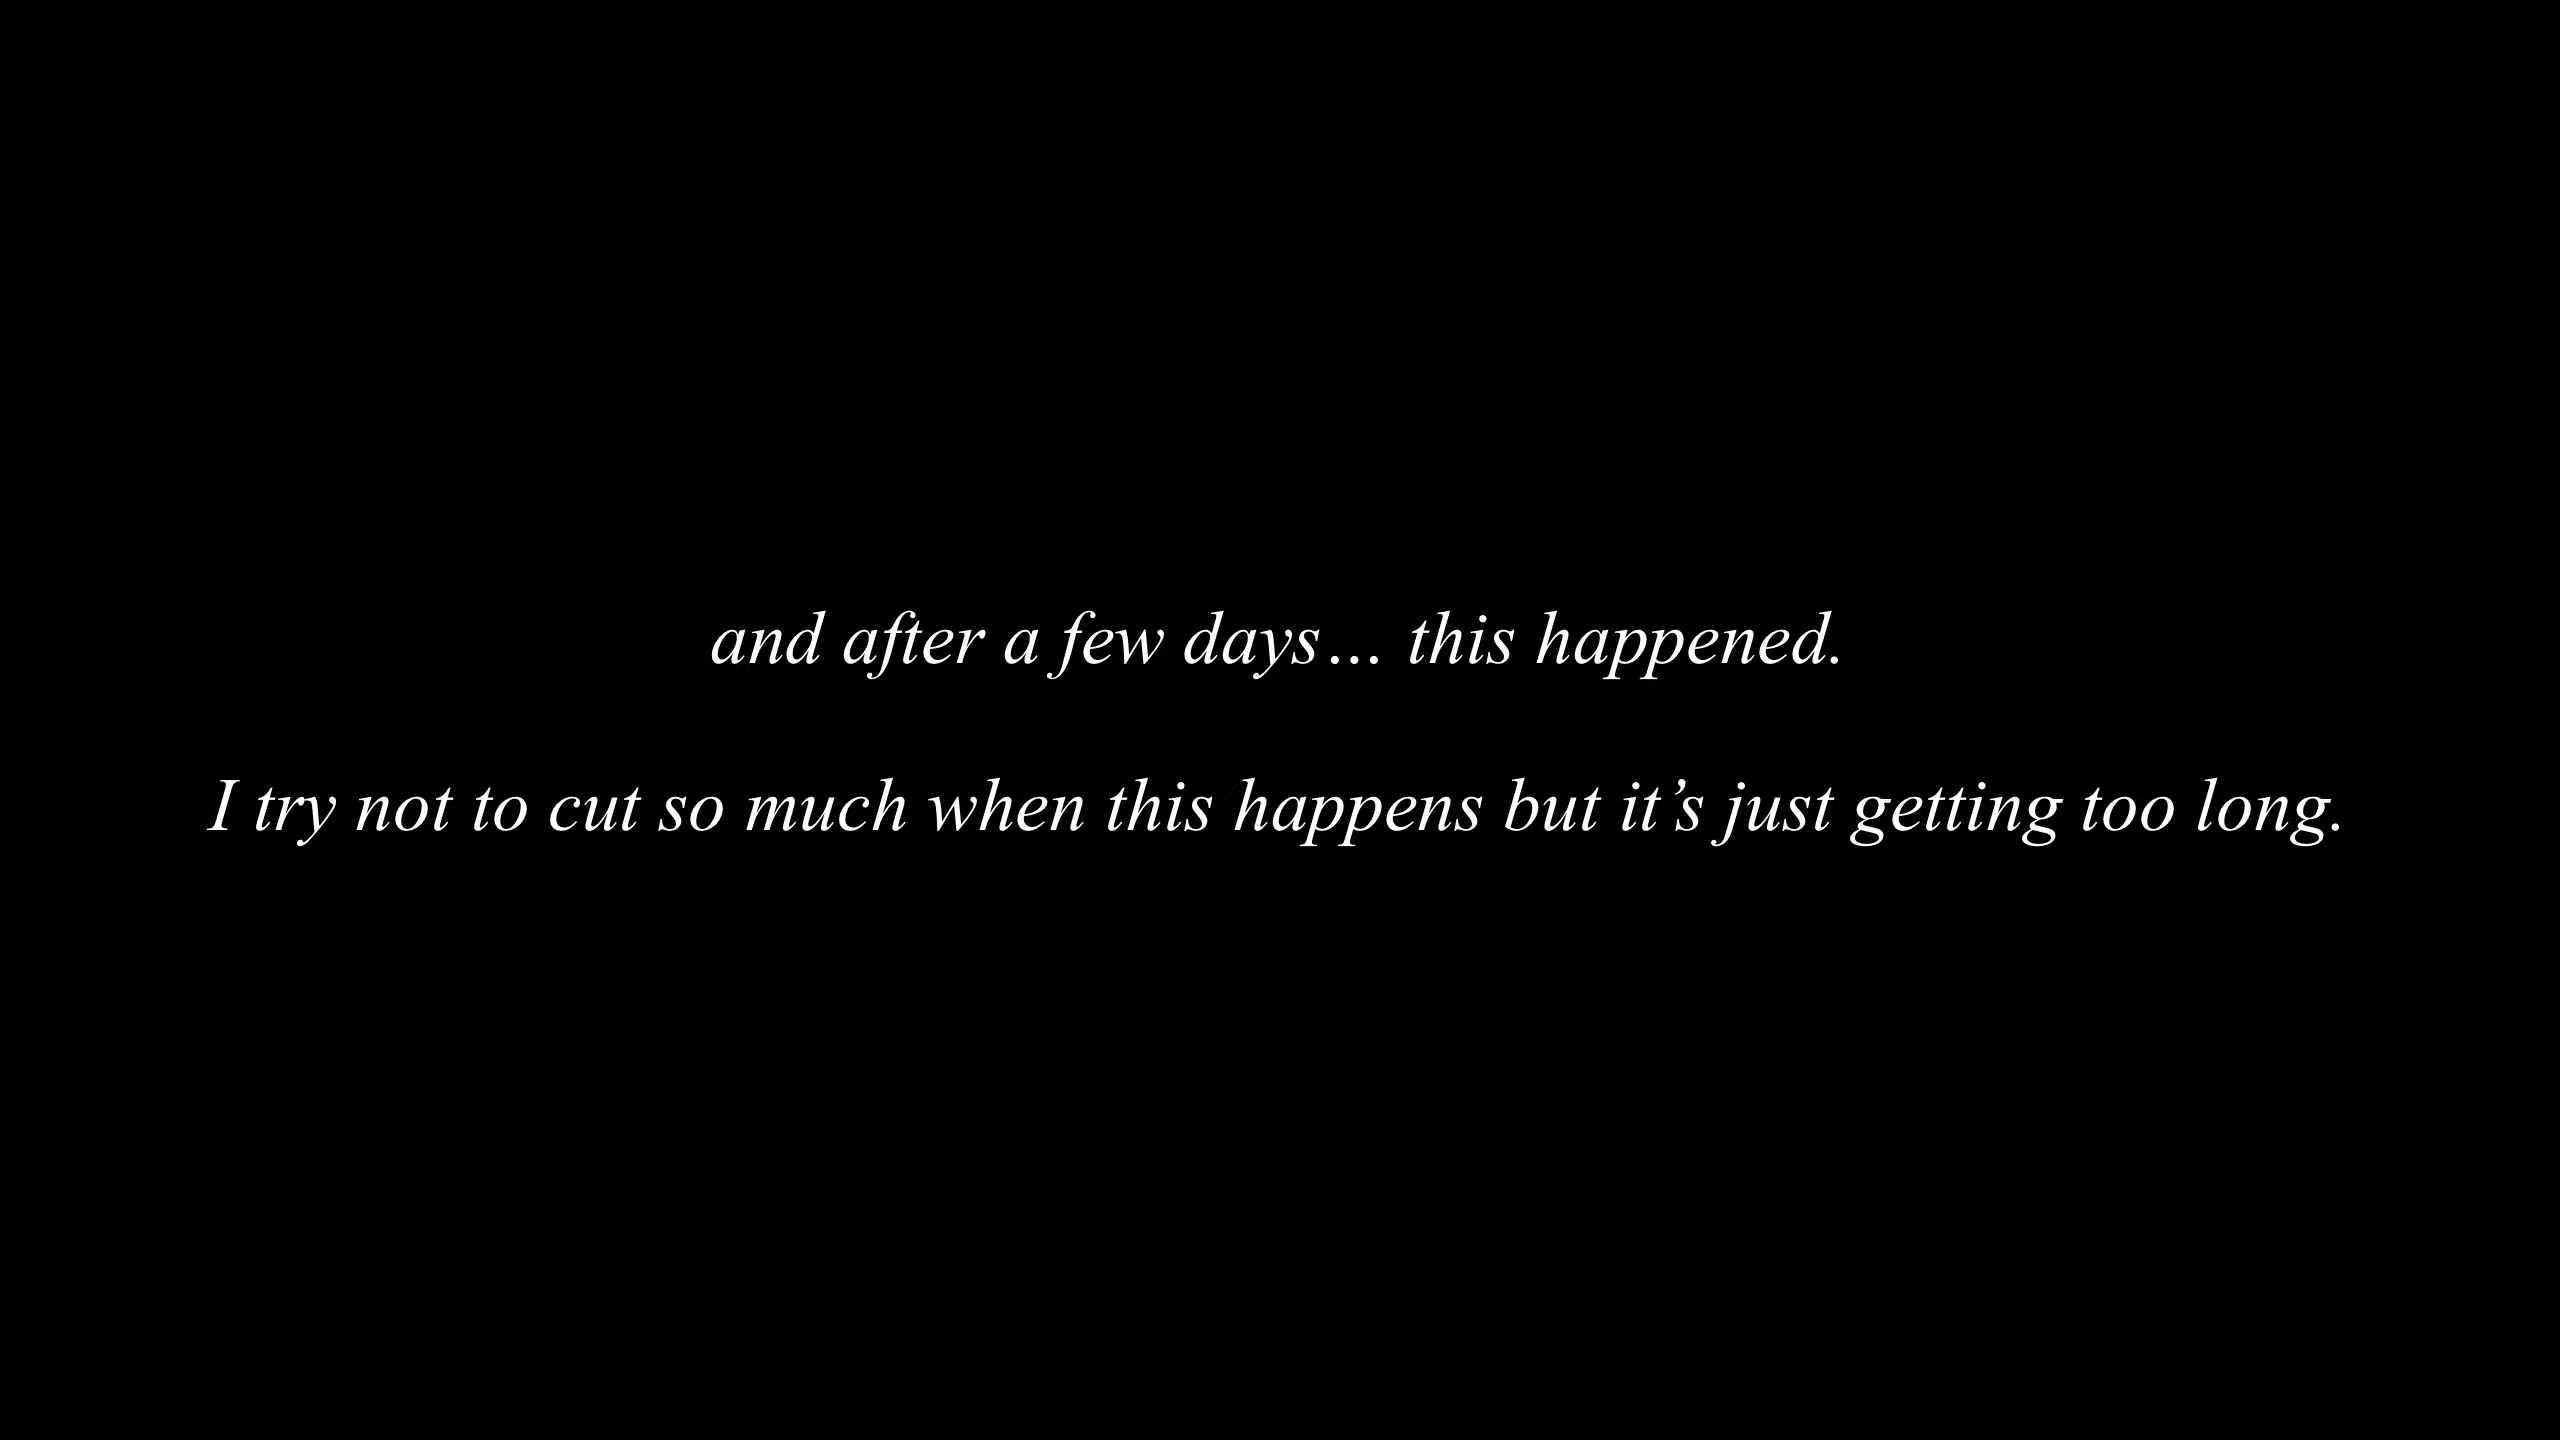 and after a few days… this happened.
I try not to cut so much when this happens but it’s just getting too long.